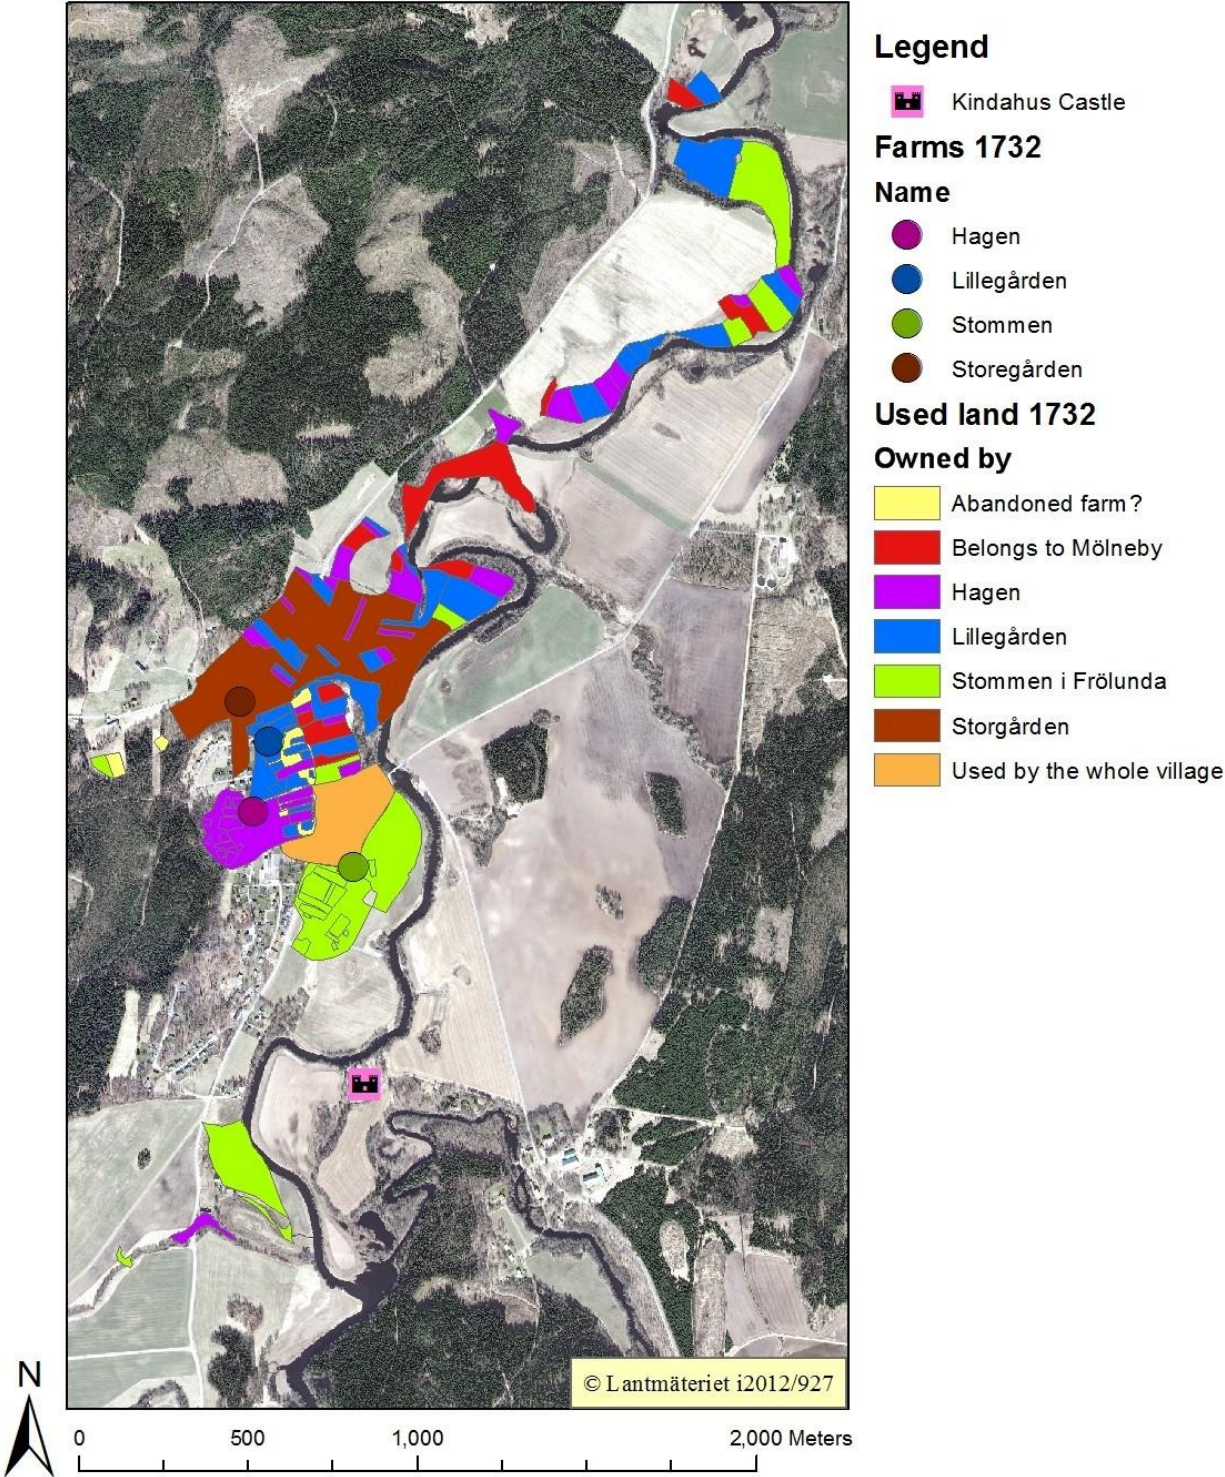 Legend
Kindahus Castle
Farms 1732
Name
Hagen
Lillegården
Stommen
Storegården
Used land 1732
Owned by
Abandoned farm?
Belongs to Mölneby
Hagen
Lillegården
Stommen i Frölunda
Storgården
Used by the whole village
© Lantmäteriet i2012/927
N
0 500 1,000 2,000 Meters